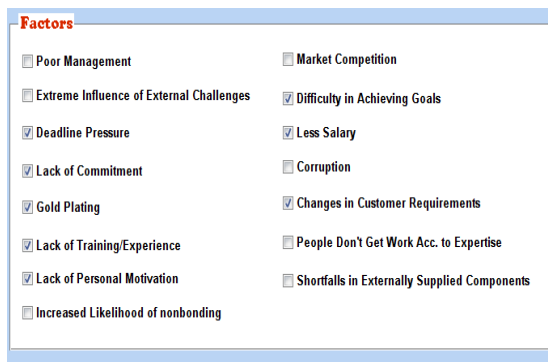 Factors
Poor Management
Extreme Influence of External Challenges
Deadline Pressure
Lack of Commitment
Gold Plating
Lack of Training/Experience
Lack of Personal Motivation
Increased Likelihood of nonbonding
Market Competition
Difficulty in Achieving Goals
Less Salary
Corruption
Changes in Customer Requirements
People Don't Get Work Acc. to Expertise
Shortfalls in Externally Supplied Components